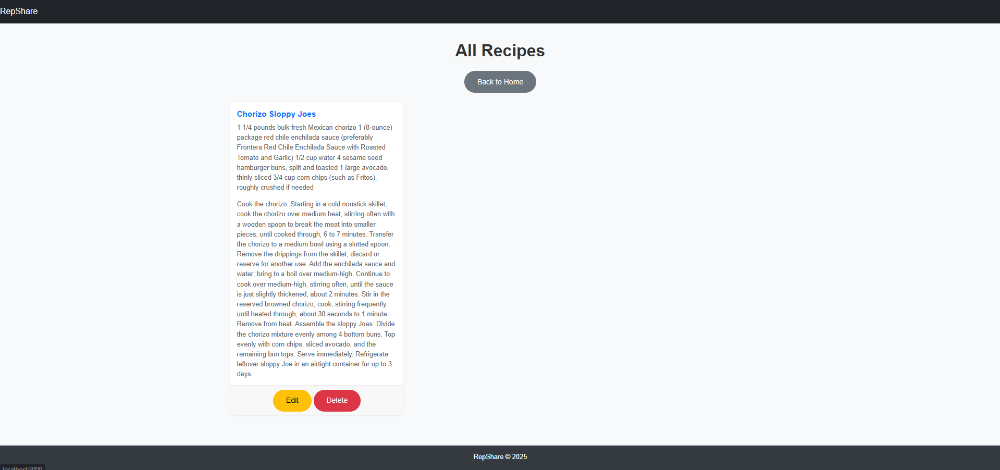 RepShare
All Recipes
Back to Home
Chorizo Sloppy Joes
1 1/4 pounds bulk fresh Mexican chorizo 1 (8-ounce)
package red chile enchilada sauce (preferably
Frontera Red Chile Enchilada Sauce with Roasted
Tomato and Garlic) 1/2 cup water 4 sesame seed
hamburger buns, split and toasted 1 large avocado,
thinly sliced 3/4 cup corn chips (such as Fritos),
roughly crushed if needed
Cook the chorizo: Starting in a cold nonstick skillet,
cook the chorizo over medium heat, stirring often with
a wooden spoon to break the meat into smaller
pieces, until cooked through, 6 to 7 minutes. Transfer
the chorizo to a medium bowl using a slotted spoon.
Remove the drippings from the skillet; discard or
reserve for another use. Add the enchilada sauce and
water; bring to a boil over medium-high. Continue to
cook over medium-high, stirring often, until the sauce
is just slightly thickened, about 2 minutes. Stir in the
reserved browned chorizo; cook, stirring frequently,
until heated through, about 30 seconds to 1 minute.
Remove from heat. Assemble the sloppy Joes: Divide
the chorizo mixture evenly among 4 bottom buns. Top
evenly with corn chips, sliced avocado, and the
remaining bun tops. Serve immediately. Refrigerate
leftover sloppy Joe in an airtight container for up to 3
days.
Edit Delete
RepShare © 2025
localhost:3000